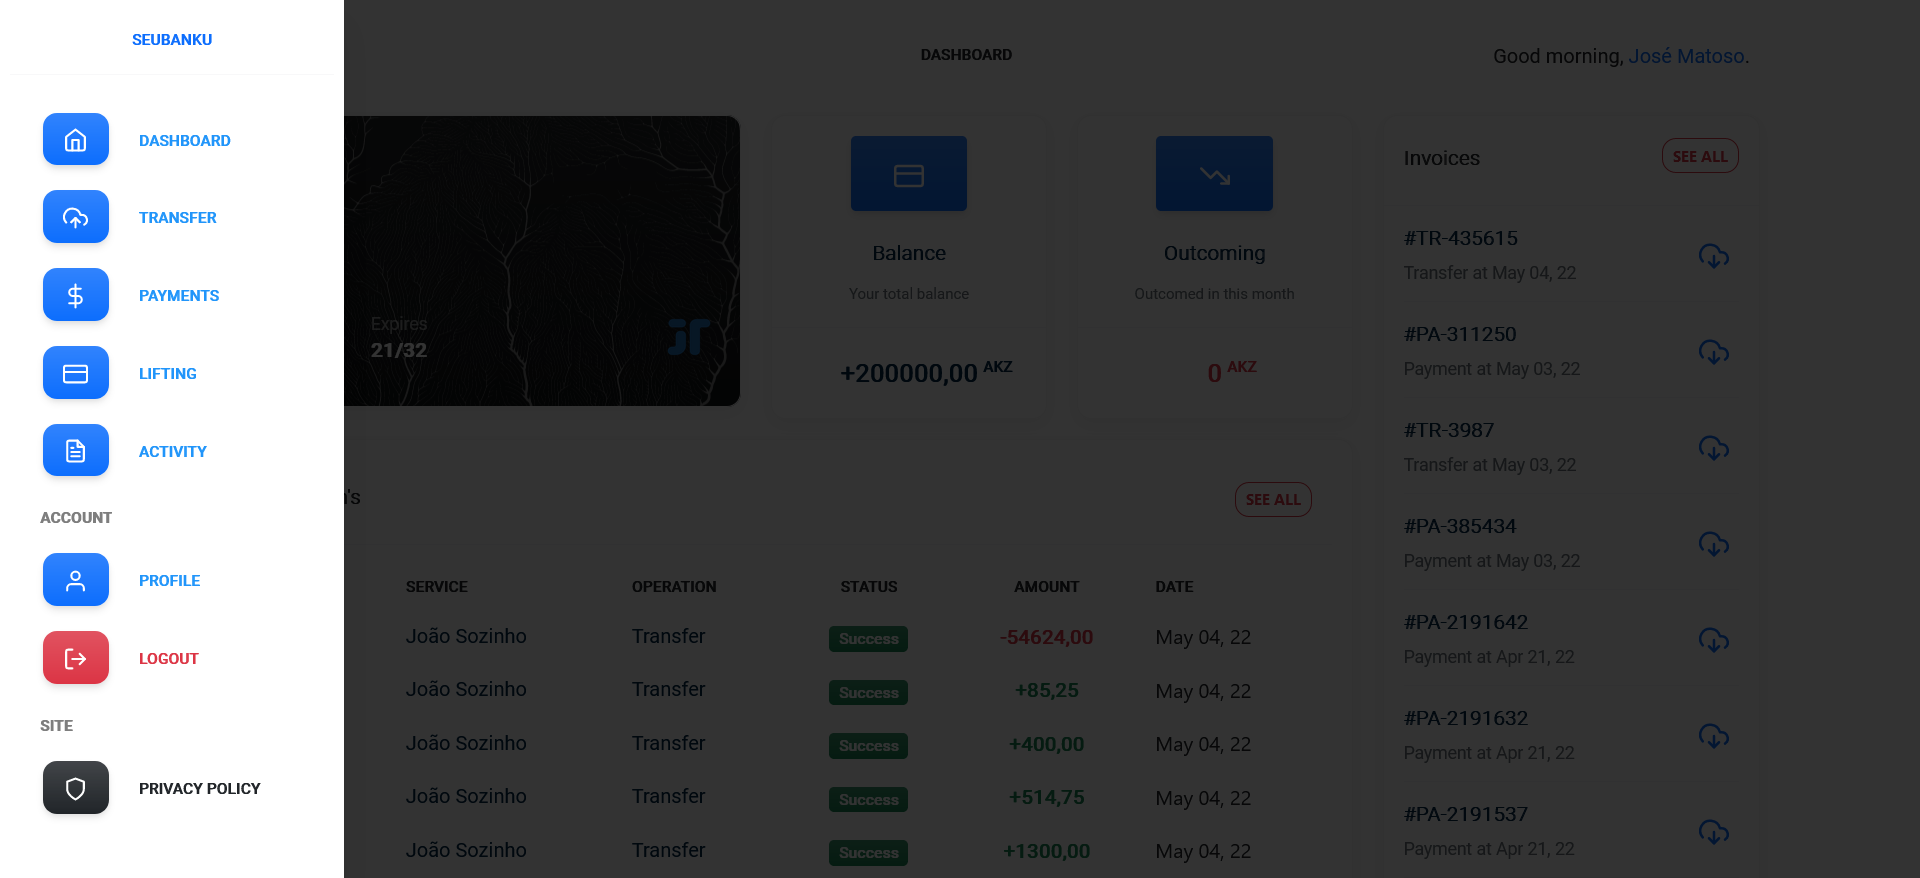 SEUBANKU
DASHBOARD
TRANSFER
PAYMENTS
LIFTING
ACTIVITY
ACCOUNT
PROFILE
LOGOUT
SITE
PRIVACY POLICY
DASHBOARD
Good morning, José Matoso.
Expires
21/32
Balance
Your total balance
+200000,00 AKZ
Outcoming
Outcomed in this month
0 AKZ
Invoices
SEE ALL
#TR-435615
Transfer at May 04, 22
#PA-311250
Payment at May 03, 22
#TR-3987
Transfer at May 03, 22
#PA-385434
Payment at May 03, 22
#PA-2191642
Payment at Apr 21, 22
#PA-2191632
Payment at Apr 21, 22
#PA-2191537
Payment at Apr 21, 22
SEE ALL
SERVICE OPERATION STATUS AMOUNT DATE
João Sozinho Transfer Success -54624,00 May 04, 22
João Sozinho Transfer Success +85,25 May 04, 22
João Sozinho Transfer Success +400,00 May 04, 22
João Sozinho Transfer Success +514,75 May 04, 22
João Sozinho Transfer Success +1300,00 May 04, 22